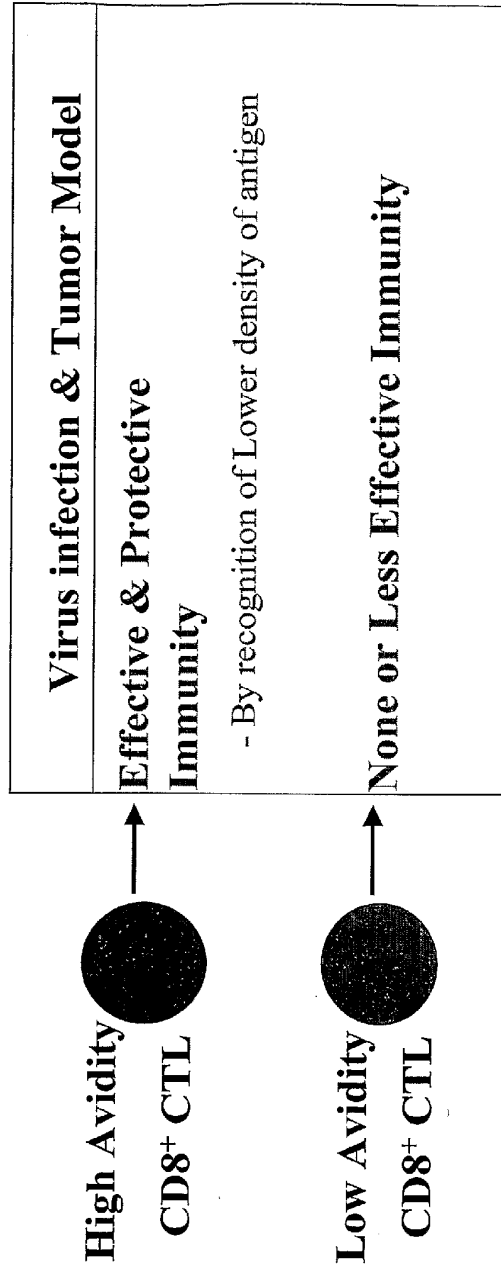 Virus infection & Tumor Model
High Avidity
CD8⁺ CTL
Effective & Protective
Immunity
- By recognition of Lower density of antigen
Low Avidity
CD8⁺ CTL
None or Less Effective Immunity